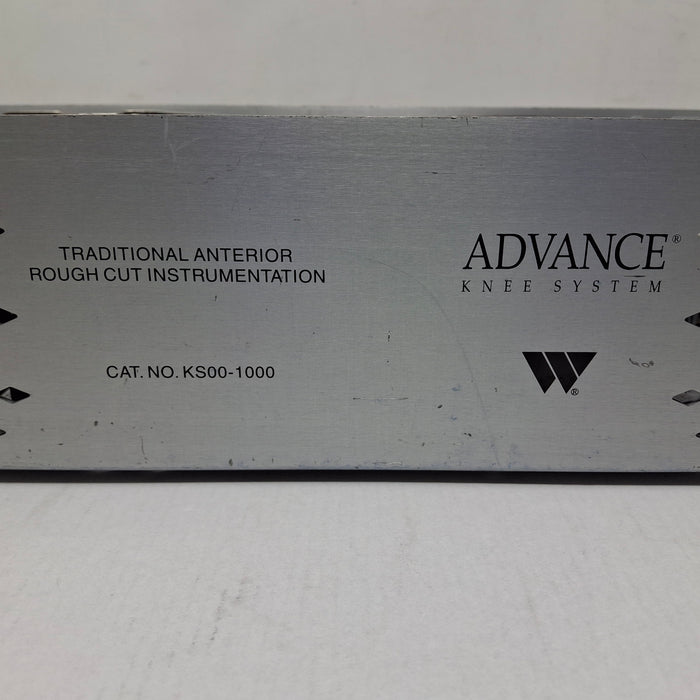 TRADITIONAL ANTERIOR
ROUGH CUT INSTRUMENTATION
CAT. NO. KS00-1000
ADVANCE®
KNEE SYSTEM
W®